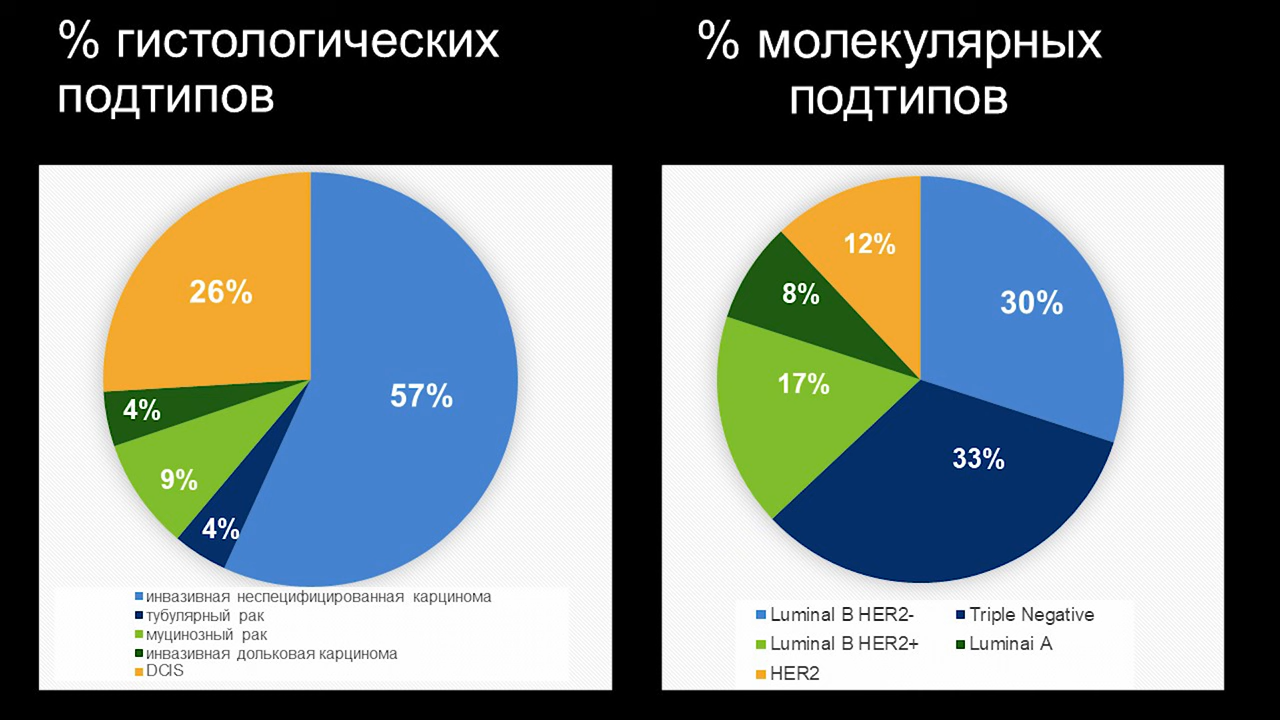 % гистологических
подтипов
26%
57%
4%
9%
4%
инвазивная неспецифицированная карцинома
тубулярный рак
муцинозный рак
инвазивная дольковая карцинома
DCIS
% молекулярных
подтипов
12%
8%
30%
17%
33%
Luminal B HER2- Triple Negative
Luminal B HER2+ Luminai A
HER2